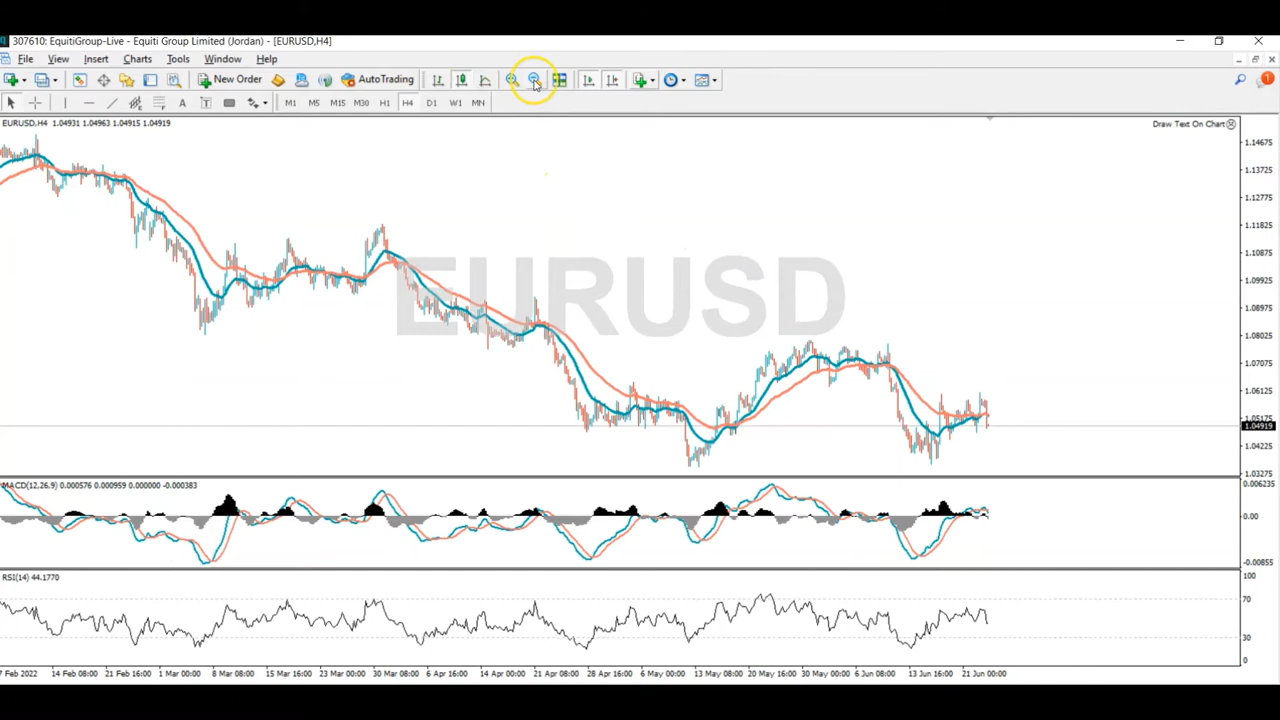 307610: EquitiGroup-Live - Equiti Group Limited (Jordan) - [EURUSD,H4]
File View Insert Charts Tools Window Help
New Order AutoTrading 1
A T M1 M5 M15 M30 H1 H4 D1 W1 MN
EURUSD,H4 1.04931 1.04963 1.04915 1.04919
Draw Text On Chart
EURUSD
1.14675
1.13725
1.12775
1.11825
1.10875
1.09925
1.08975
1.08025
1.07075
1.06125
1.05175
1.04919
1.04225
1.03275
MACD(12,26,9) 0.000576 0.000959 0.000000 -0.000383
0.006235
0.00
-0.00855
RSI(14) 44.1770
100
70
30
0
7 Feb 2022 14 Feb 08:00 21 Feb 16:00 1 Mar 00:00 8 Mar 08:00 15 Mar 16:00 23 Mar 00:00 30 Mar 08:00 6 Apr 16:00 14 Apr 00:00 21 Apr 08:00 28 Apr 16:00 6 May 00:00 13 May 08:00 20 May 16:00 30 May 00:00 6 Jun 08:00 13 Jun 16:00 21 Jun 00:00